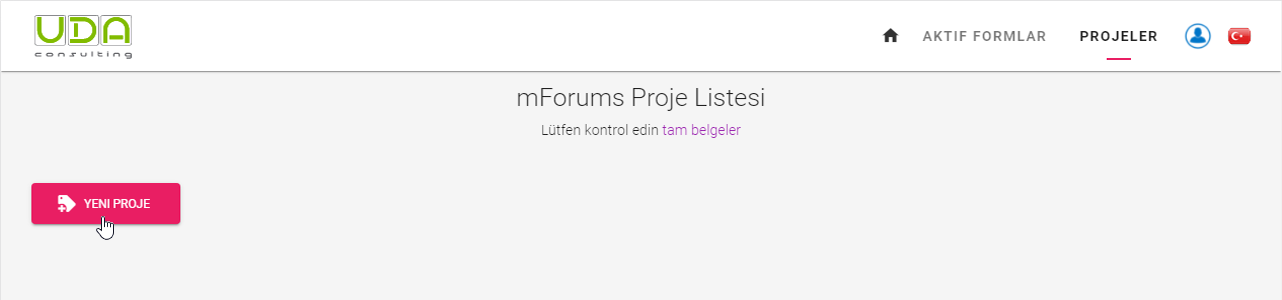 UDA
consulting
AKTIF FORMLAR PROJELER
mForums Proje Listesi
Lütfen kontrol edin tam belgeler
YENI PROJE